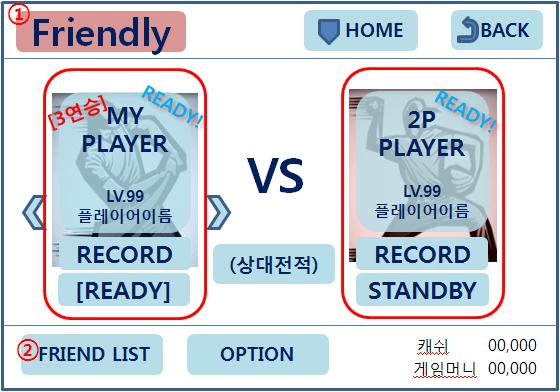 ① Friendly
HOME
BACK
[3연승]
READY!
MY
PLAYER
LV.99
플레이어이름
RECORD
[READY]
VS
(상대전적)
READY!
2P
PLAYER
LV.99
플레이어이름
RECORD
STANDBY
② FRIEND LIST
OPTION
캐쉬 00,000
게임머니 00,000